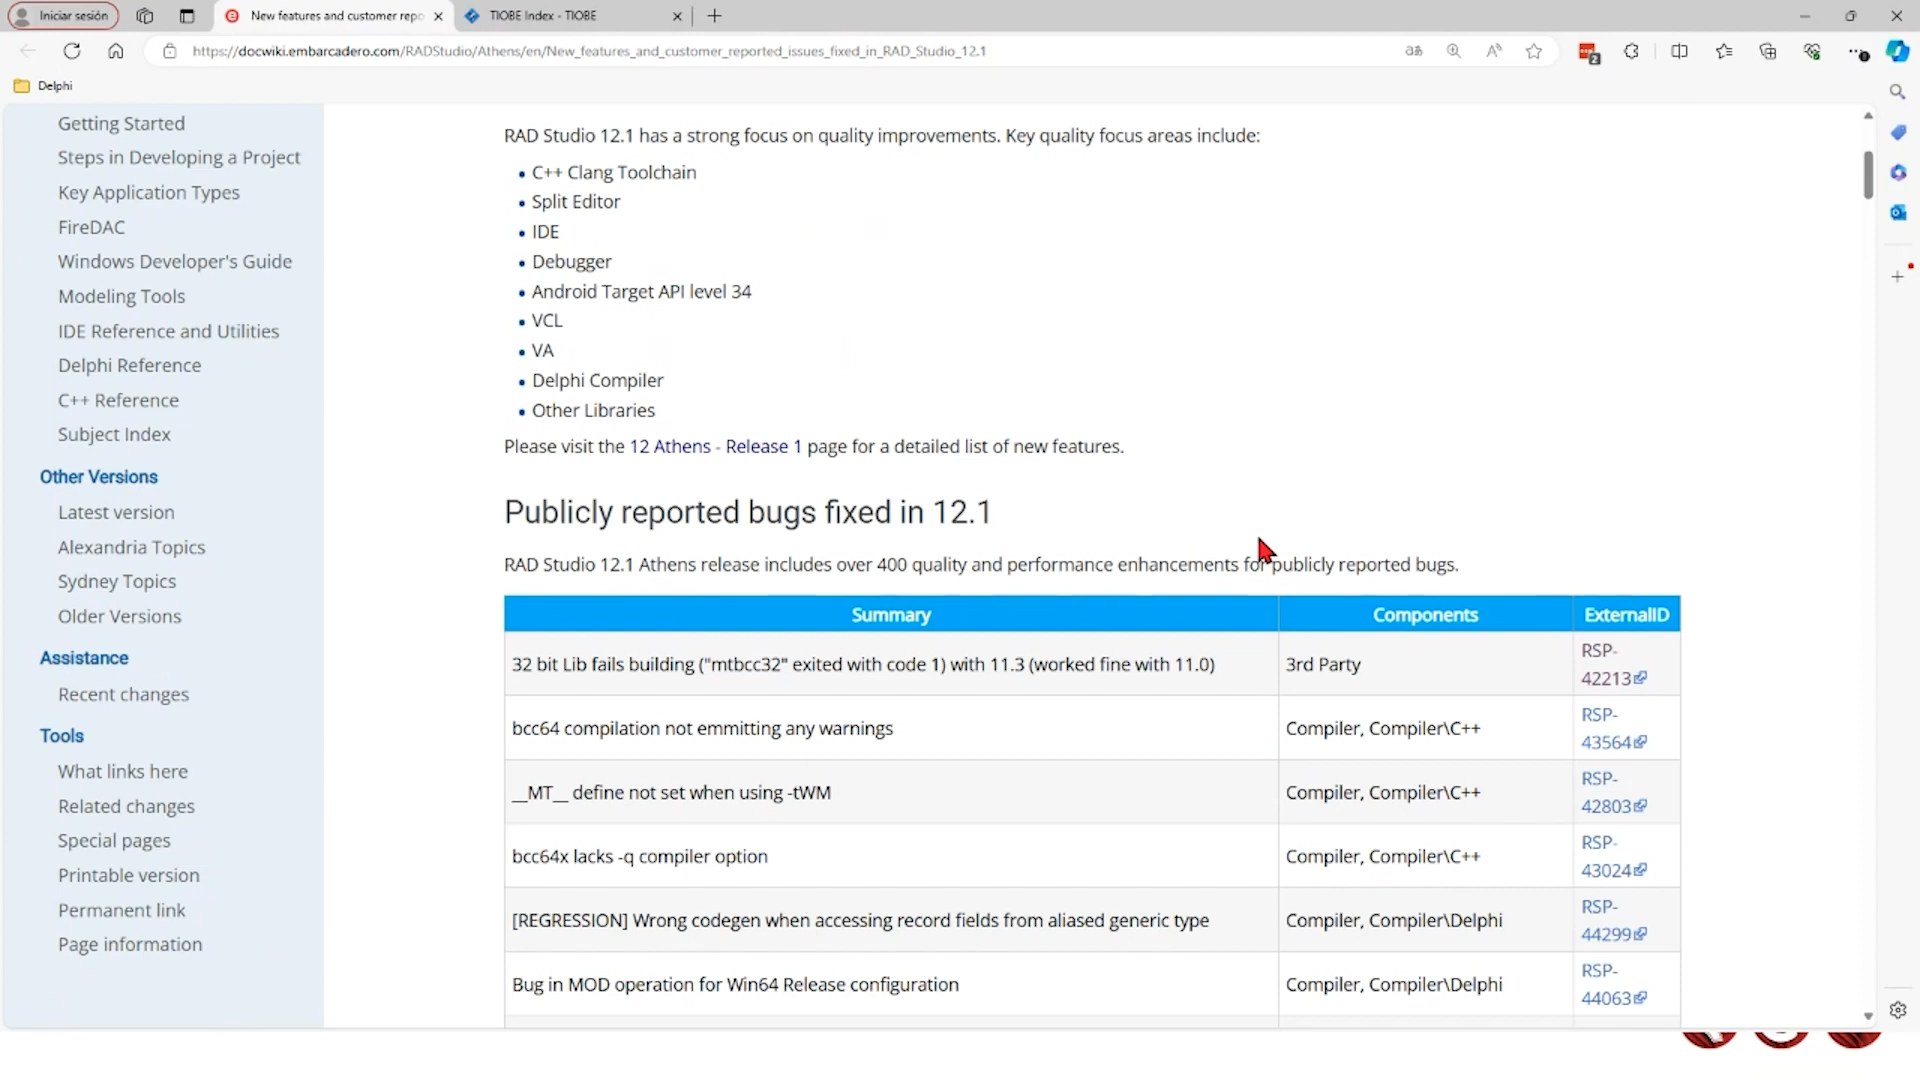 Iniciar sesión
New features and customer repo
TIOBE Index - TIOBE
https://docwiki.embarcadero.com/RADStudio/Athens/en/New_features_and_customer_reported_issues_fixed_in_RAD_Studio_12.1
aあ
2
Delphi
Getting Started
Steps in Developing a Project
Key Application Types
FireDAC
Windows Developer's Guide
Modeling Tools
IDE Reference and Utilities
Delphi Reference
C++ Reference
Subject Index
Other Versions
Latest version
Alexandria Topics
Sydney Topics
Older Versions
Assistance
Recent changes
Tools
What links here
Related changes
Special pages
Printable version
Permanent link
Page information
RAD Studio 12.1 has a strong focus on quality improvements. Key quality focus areas include:
C++ Clang Toolchain
Split Editor
IDE
Debugger
Android Target API level 34
VCL
VA
Delphi Compiler
Other Libraries
Please visit the 12 Athens - Release 1 page for a detailed list of new features.
Publicly reported bugs fixed in 12.1
RAD Studio 12.1 Athens release includes over 400 quality and performance enhancements for publicly reported bugs.
Summary Components ExternalID
32 bit Lib fails building ("mtbcc32" exited with code 1) with 11.3 (worked fine with 11.0) 3rd Party RSP-
42213
bcc64 compilation not emmitting any warnings Compiler, Compiler\C++ RSP-
43564
__MT__ define not set when using -tWM Compiler, Compiler\C++ RSP-
42803
bcc64x lacks -q compiler option Compiler, Compiler\C++ RSP-
43024
[REGRESSION] Wrong codegen when accessing record fields from aliased generic type Compiler, Compiler\Delphi RSP-
44299
Bug in MOD operation for Win64 Release configuration Compiler, Compiler\Delphi RSP-
44063